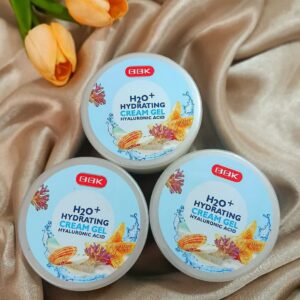 BBK
H2O+
HYDRATING
CREAM GEL
HYALURONIC ACID
BBK
H2O+
HYDRATING
CREAM GEL
HYALURONIC ACID
BBK
H2O+
HYDRATING
CREAM GEL
HYALURONIC ACID